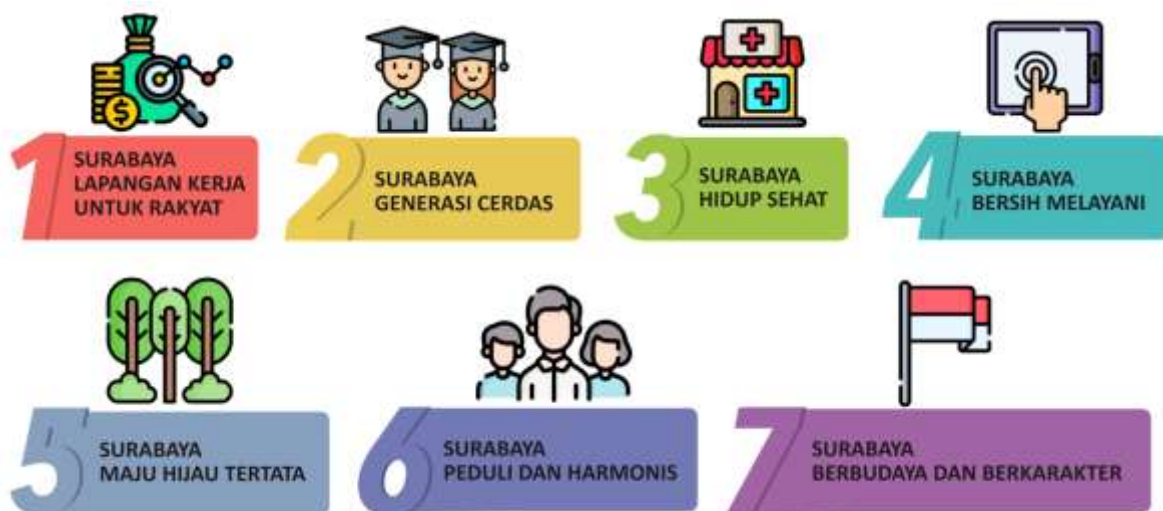 1
SURABAYA
LAPANGAN KERJA
UNTUK RAKYAT
2
SURABAYA
GENERASI CERDAS
3
SURABAYA
HIDUP SEHAT
4
SURABAYA
BERSIH MELAYANI
5
SURABAYA
MAJU HIJAU TERTATA
6
SURABAYA
PEDULI DAN HARMONIS
7
SURABAYA
BERBUDAYA DAN BERKARAKTER